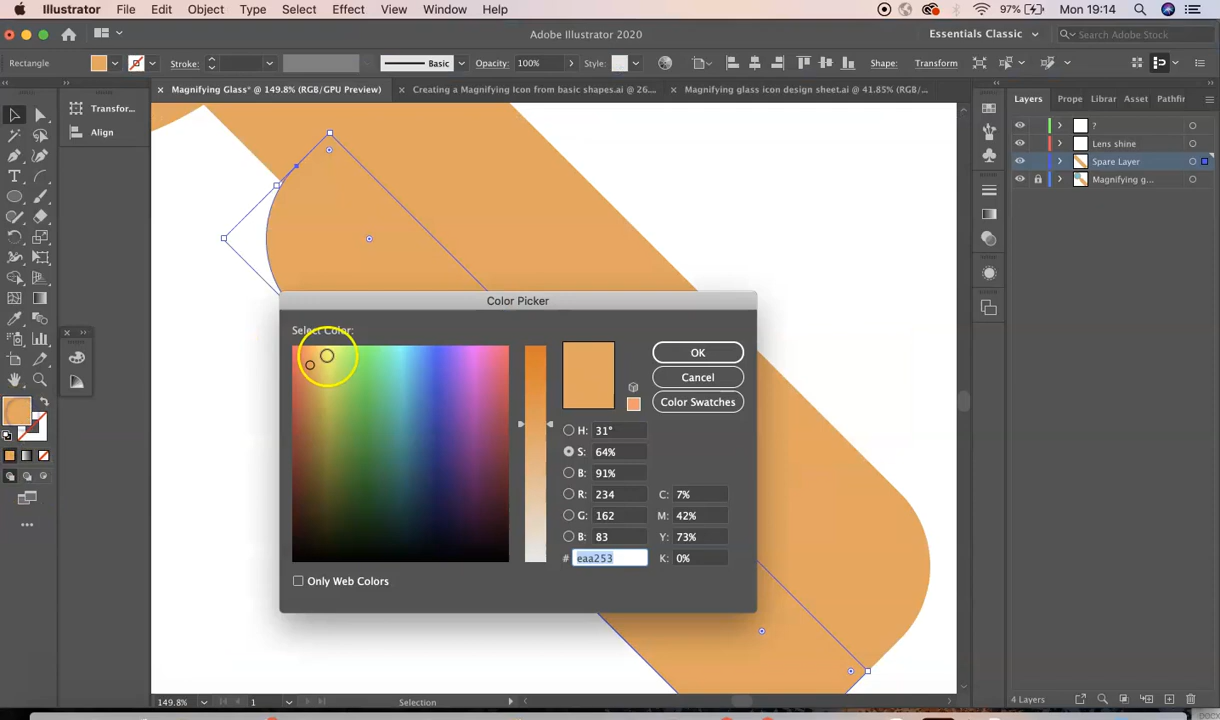 Illustrator File Edit Object Type Select Effect View Window Help 97% Mon 19:14
Adobe Illustrator 2020 Essentials Classic Search Adobe Stock
Rectangle Stroke: Basic Opacity: 100% Style: Shape: Transform
Magnifying Glass* @ 149.8% (RGB/GPU Preview) Creating a Magnifying Icon from basic shapes.ai @ 26.... Magnifying glass icon design sheet.ai @ 41.85% (RGB/...
Layers Prope Librar Asset Pathfir
Transfor...
Align
?
Lens shine
Spare Layer
Magnifying g...
Color Picker
Select Color:
OK
Cancel
Color Swatches
H: 31°
S: 64%
B: 91%
R: 234 C: 7%
G: 162 M: 42%
B: 83 Y: 73%
# eaa253 K: 0%
Only Web Colors
149.8% 1 Selection
4 Layers